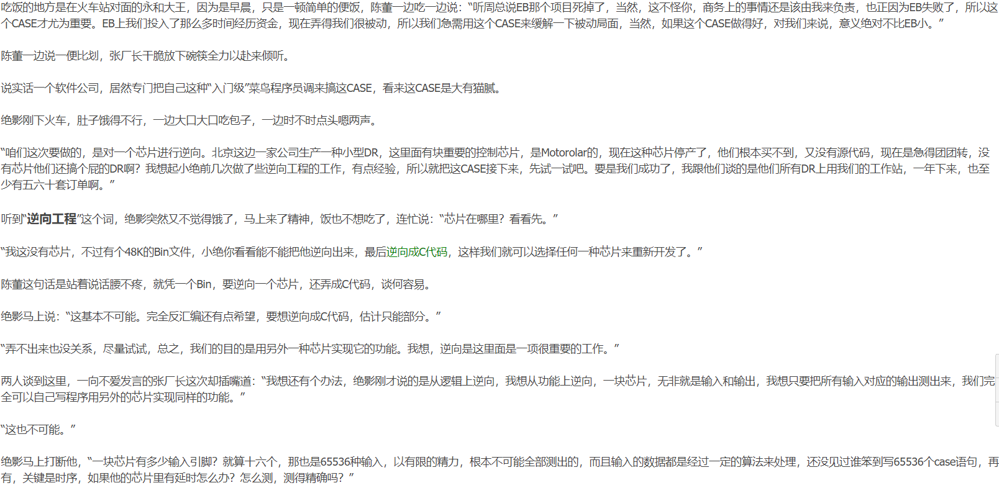 吃饭的地方是在火车站对面的永和大王，因为是早晨，只是一顿简单的便饭，陈董一边吃一边说：“听周总说EB那个项目死掉了，当然，这不怪你，商务上的事情还是该由我来负责，也正因为EB失败了，所以这
个CASE才尤为重要。EB上我们投入了那么多时间经历资金，现在弄得我们很被动，所以我们急需用这个CASE来缓解一下被动局面，当然，如果这个CASE做得好，对我们来说，意义绝对不比EB小。”
陈董一边说一便比划，张厂长干脆放下碗筷全力以赴来倾听。
说实话一个软件公司，居然专门把自己这种“入门级”菜鸟程序员调来搞这CASE，看来这CASE是大有猫腻。
绝影刚下火车，肚子饿得不行，一边大口大口吃包子，一边时不时点头嗯两声。
“咱们这次要做的，是对一个芯片进行逆向。北京这边一家公司生产一种小型DR，这里面有块重要的控制芯片，是Motorolar的，现在这种芯片停产了，他们根本买不到，又没有源代码，现在是急得团团转，没
有芯片他们还搞个屁的DR啊？我想起小绝前几次做了些逆向工程的工作，有点经验，所以就把这CASE接下来，先试一试吧。要是我们成功了，我跟他们谈的是他们所有DR上用我们的工作站，一年下来，也至
少有五六十套订单啊。”
听到“逆向工程”这个词，绝影突然又不觉得饿了，马上来了精神，饭也不想吃了，连忙说：“芯片在哪里？看看先。”
“我这没有芯片，不过有个48K的Bin文件，小绝你看看能不能把他逆向出来，最后逆向成C代码，这样我们就可以选择任何一种芯片来重新开发了。”
陈董这句话是站着说话腰不疼，就凭一个Bin，要逆向一个芯片，还弄成C代码，谈何容易。
绝影马上说：“这基本不可能。完全反汇编还有点希望，要想逆向成C代码，估计只能部分。”
“弄不出来也没关系，尽量试试，总之，我们的目的是用另外一种芯片实现它的功能。我想，逆向是这里面是一项很重要的工作。”
两人谈到这里，一向不爱发言的张厂长这次却插嘴道：“我想还有个办法，绝影刚才说的是从逻辑上逆向，我想从功能上逆向，一块芯片，无非就是输入和输出，我想只要把所有输入对应的输出测出来，我们完
全可以自己写程序用另外的芯片实现同样的功能。”
“这也不可能。”
绝影马上打断他，“一块芯片有多少输入引脚？就算十六个，那也是65536种输入，以有限的精力，根本不可能全部测出的，而且输入的数据都是经过一定的算法来处理，还没见过谁笨到写65536个case语句，再
有，关键是时序，如果他的芯片里有延时怎么办？怎么测，测得精确吗？”